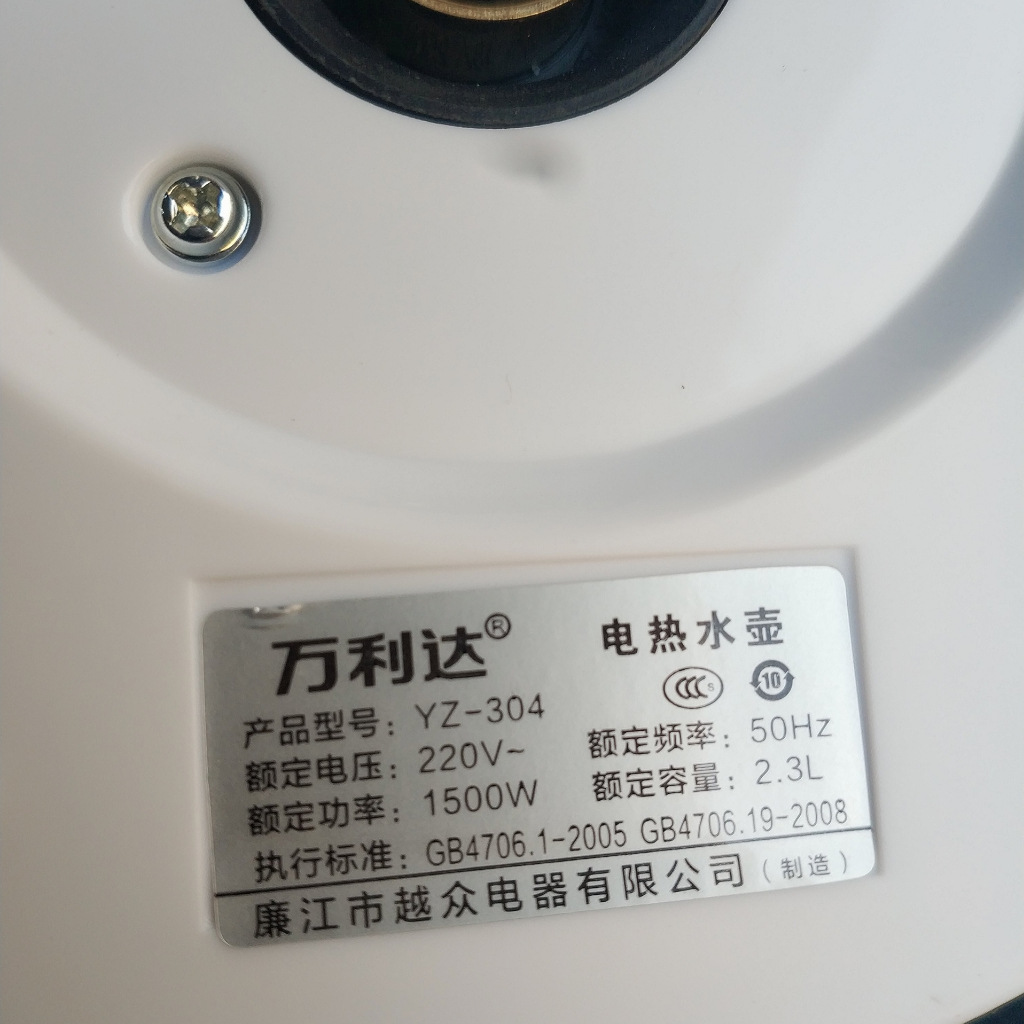 万利达® 电热水壶
CCCS 10
产品型号：YZ-304
额定电压：220V~ 额定频率：50Hz
额定功率：1500W 额定容量：2.3L
执行标准：GB4706.1-2005 GB4706.19-2008
廉江市越众电器有限公司（制造）